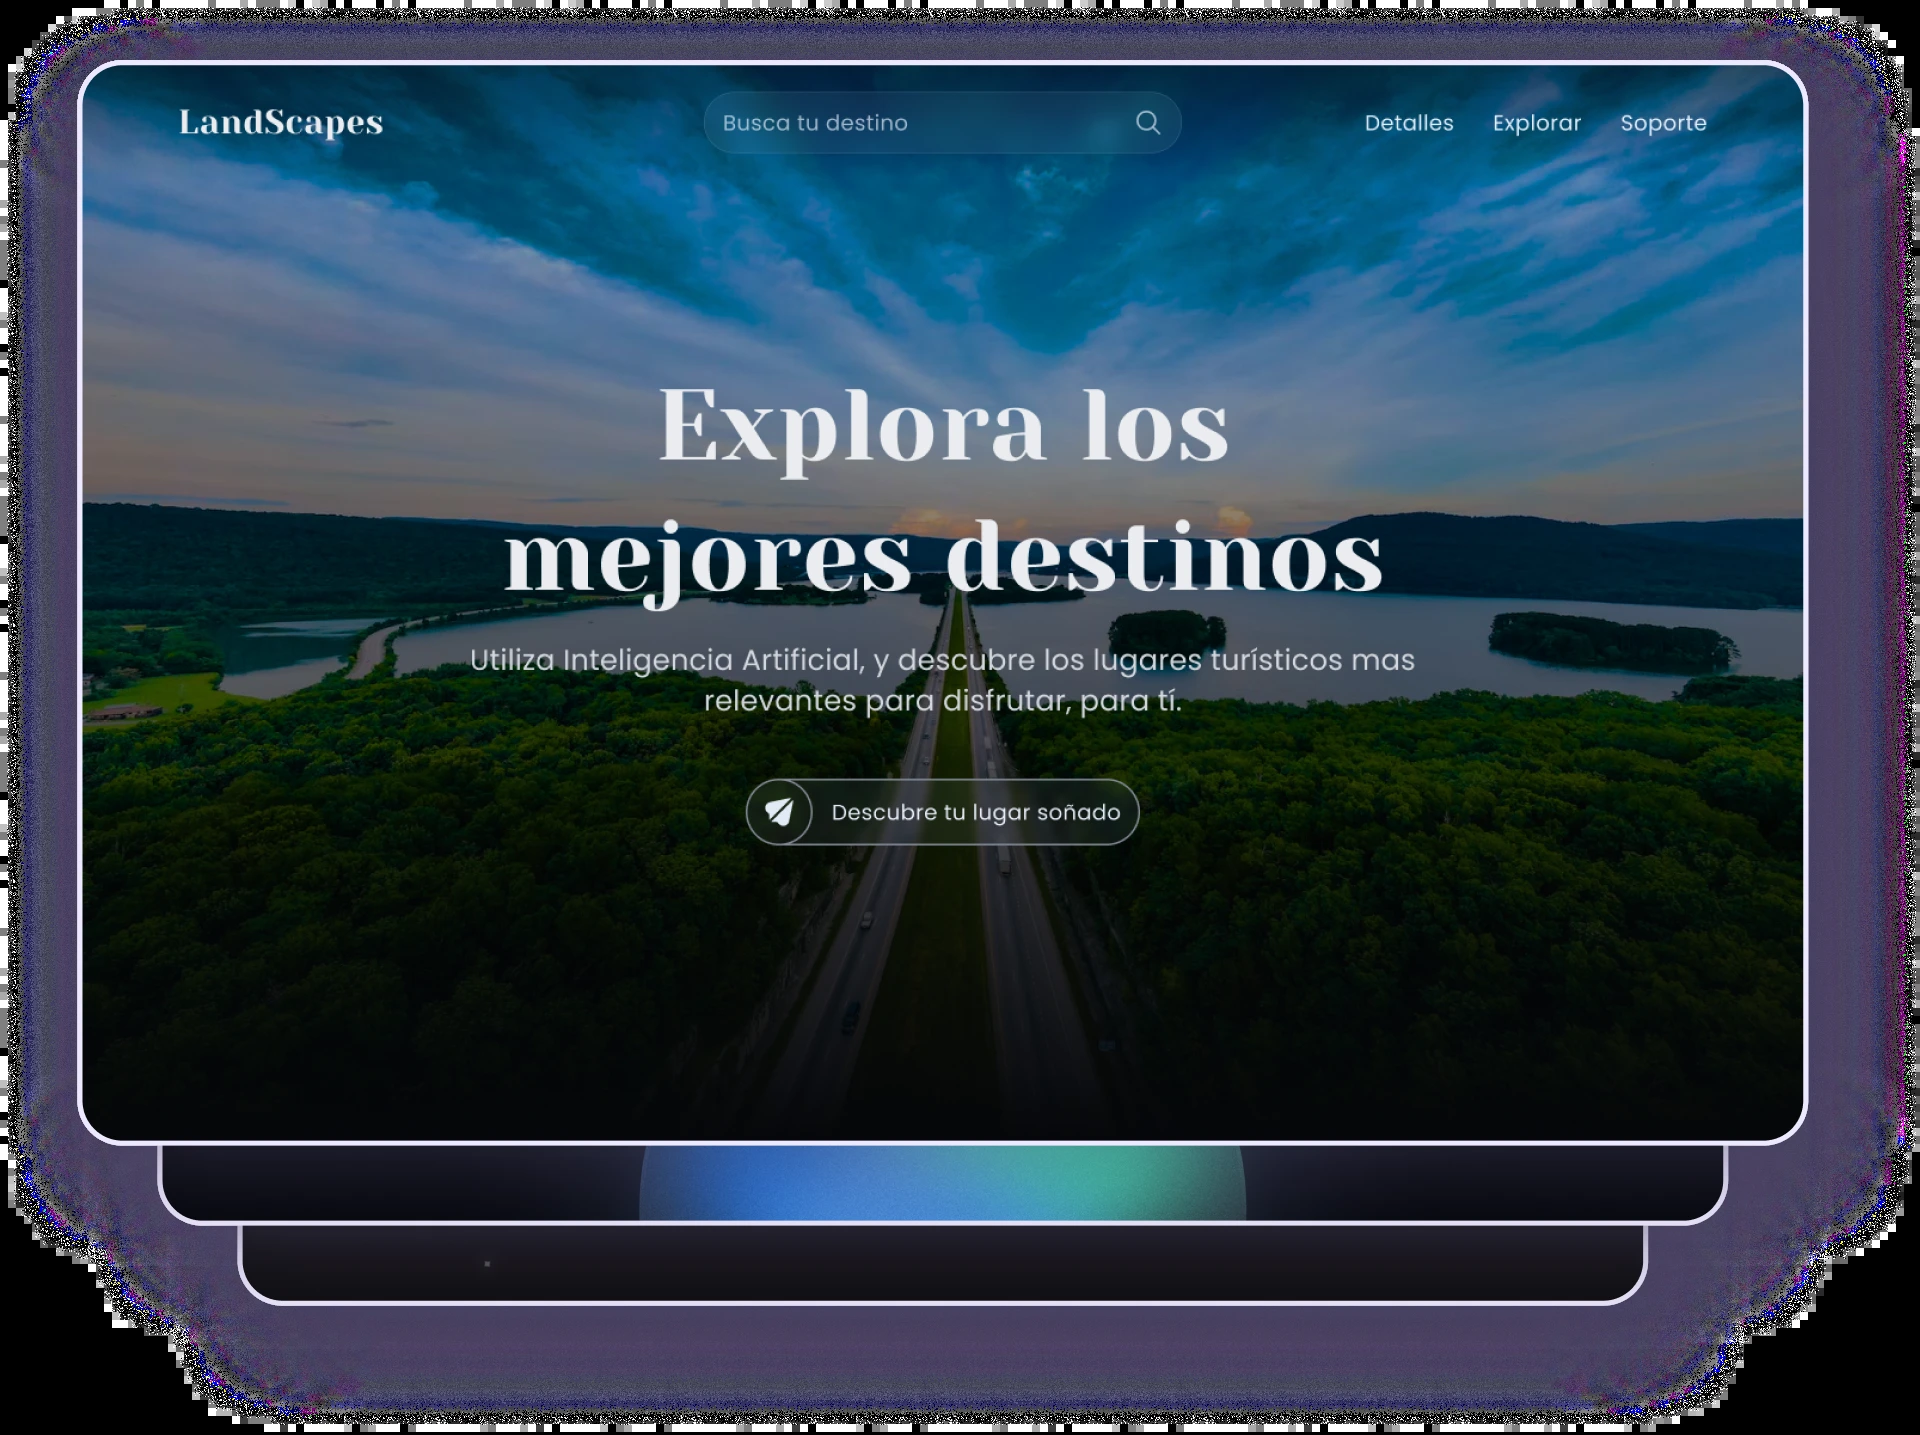 LandScapes
Busca tu destino
Detalles Explorar Soporte
Explora los
mejores destinos
Utiliza Inteligencia Artificial, y descubre los lugares turísticos mas
relevantes para disfrutar, para tí.
Descubre tu lugar soñado